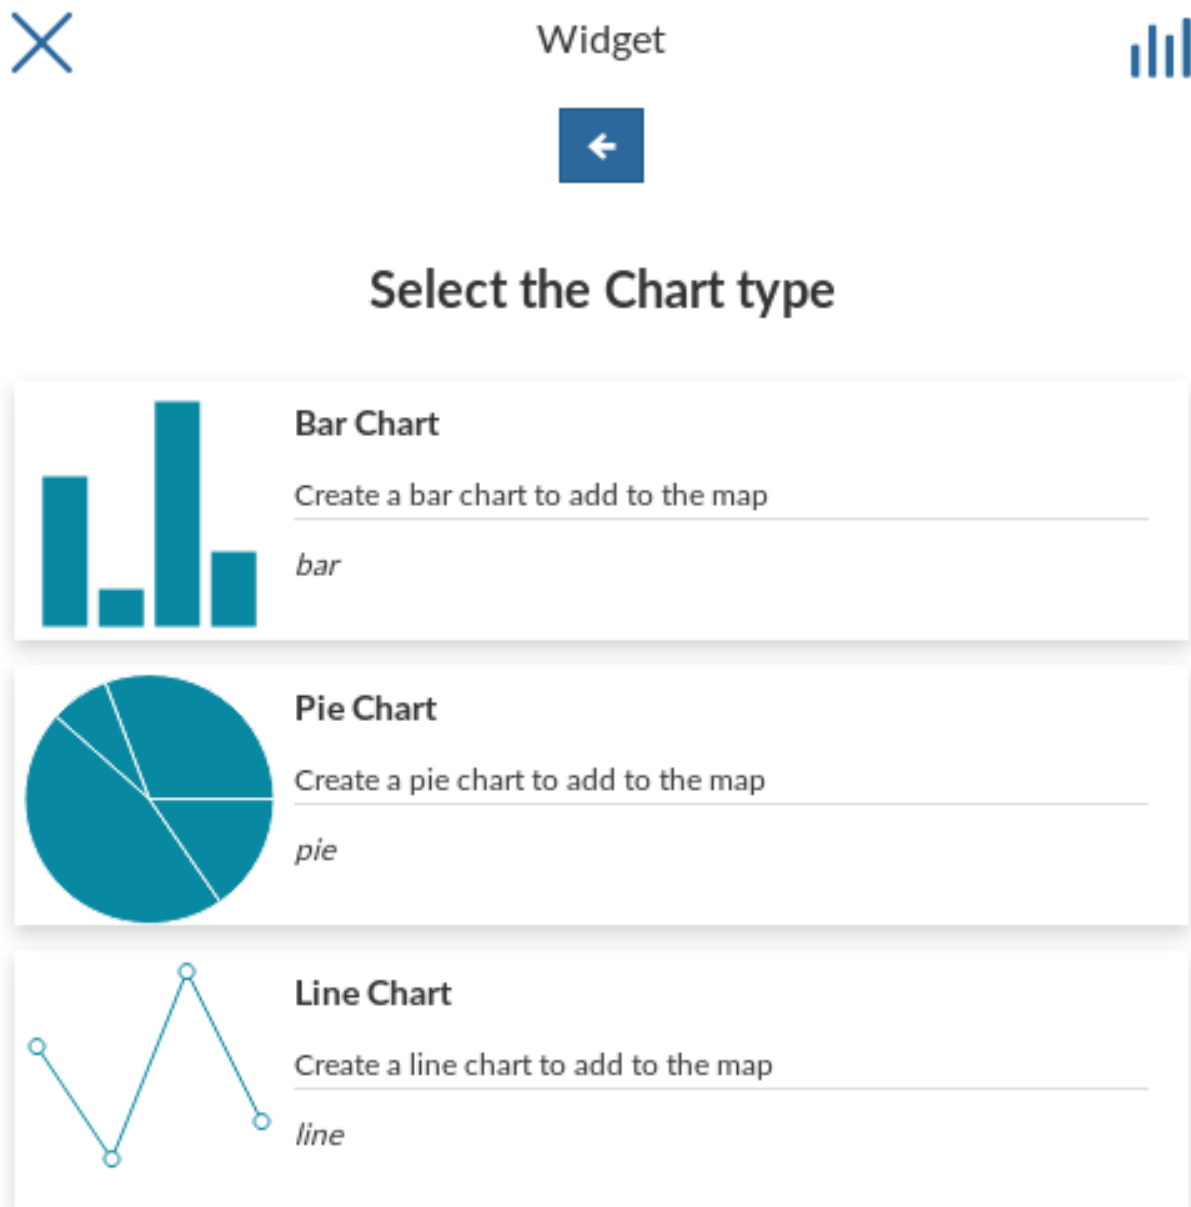 Widget
Select the Chart type
Bar Chart
Create a bar chart to add to the map
bar
Pie Chart
Create a pie chart to add to the map
pie
Line Chart
Create a line chart to add to the map
line